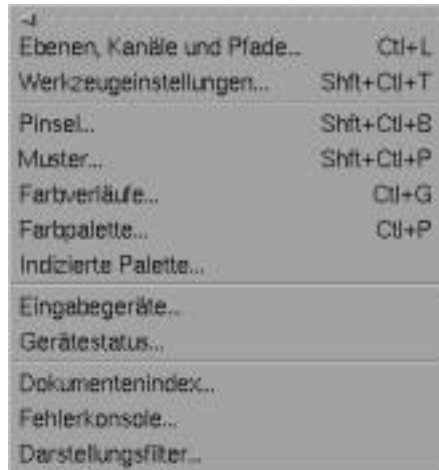 Ebenen, Kanäle und Pfade... Ctl+L
Werkzeugeinstellungen... Shft+Ctl+T
Pinsel... Shft+Ctl+B
Muster... Shft+Ctl+P
Farbverläufe... Ctl+G
Farbpalette... Ctl+P
Indizierte Palette...
Eingabegeräte...
Gerätestatus...
Dokumentenindex...
Fehlerkonsole...
Darstellungsfilter...